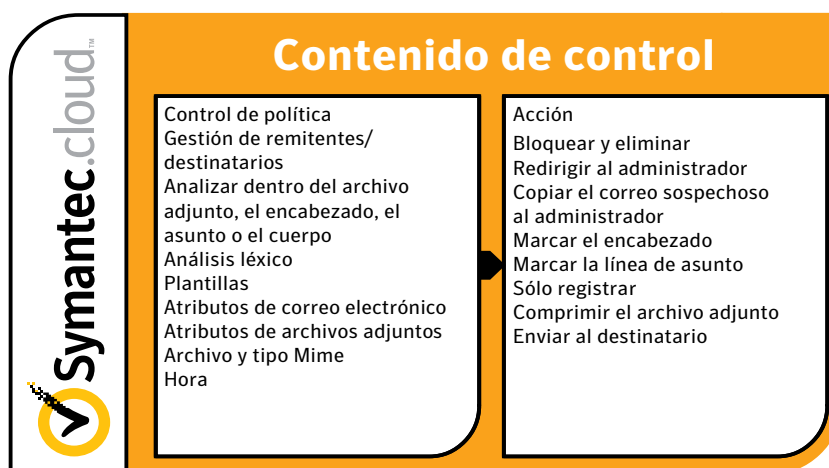 Symantec.cloud™
Contenido de control
Control de política
Gestión de remitentes/
destinatarios
Analizar dentro del archivo
adjunto, el encabezado, el
asunto o el cuerpo
Análisis léxico
Plantillas
Atributos de correo electrónico
Atributos de archivos adjuntos
Archivo y tipo Mime
Hora
Acción
Bloquear y eliminar
Redirigir al administrador
Copiar el correo sospechoso
al administrador
Marcar el encabezado
Marcar la línea de asunto
Sólo registrar
Comprimir el archivo adjunto
Enviar al destinatario